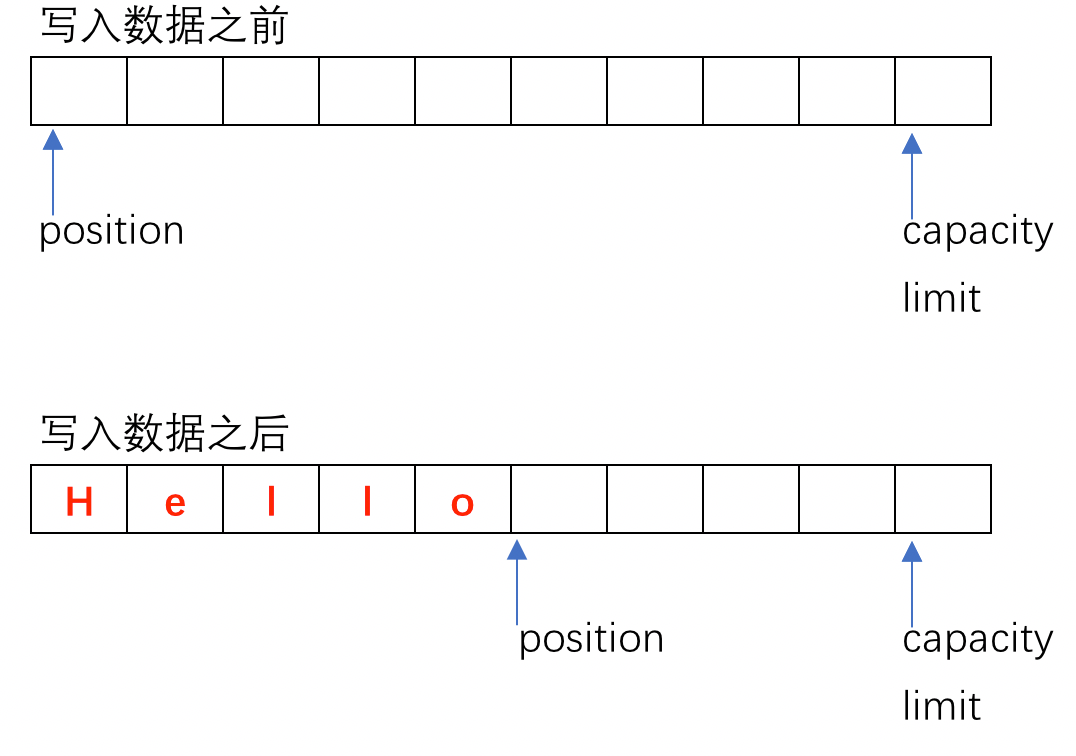 写入数据之前
position
capacity
limit
写入数据之后
H e l l o
position
capacity
limit